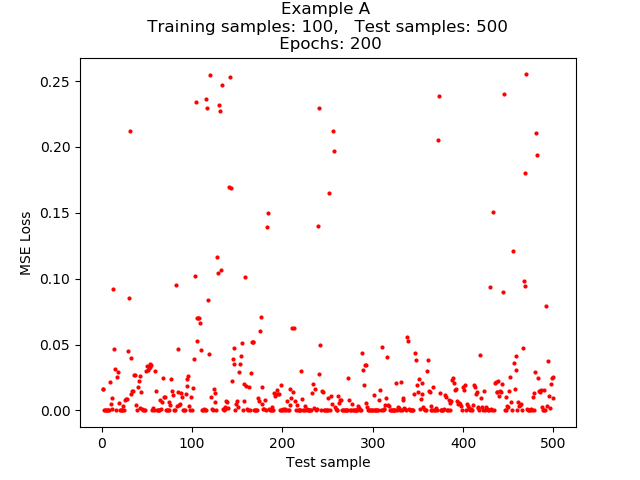 Example A
Training samples: 100,   Test samples: 500
Epochs: 200
0.25
0.20
0.15
0.10
0.05
0.00
MSE Loss
0 100 200 300 400 500
Test sample